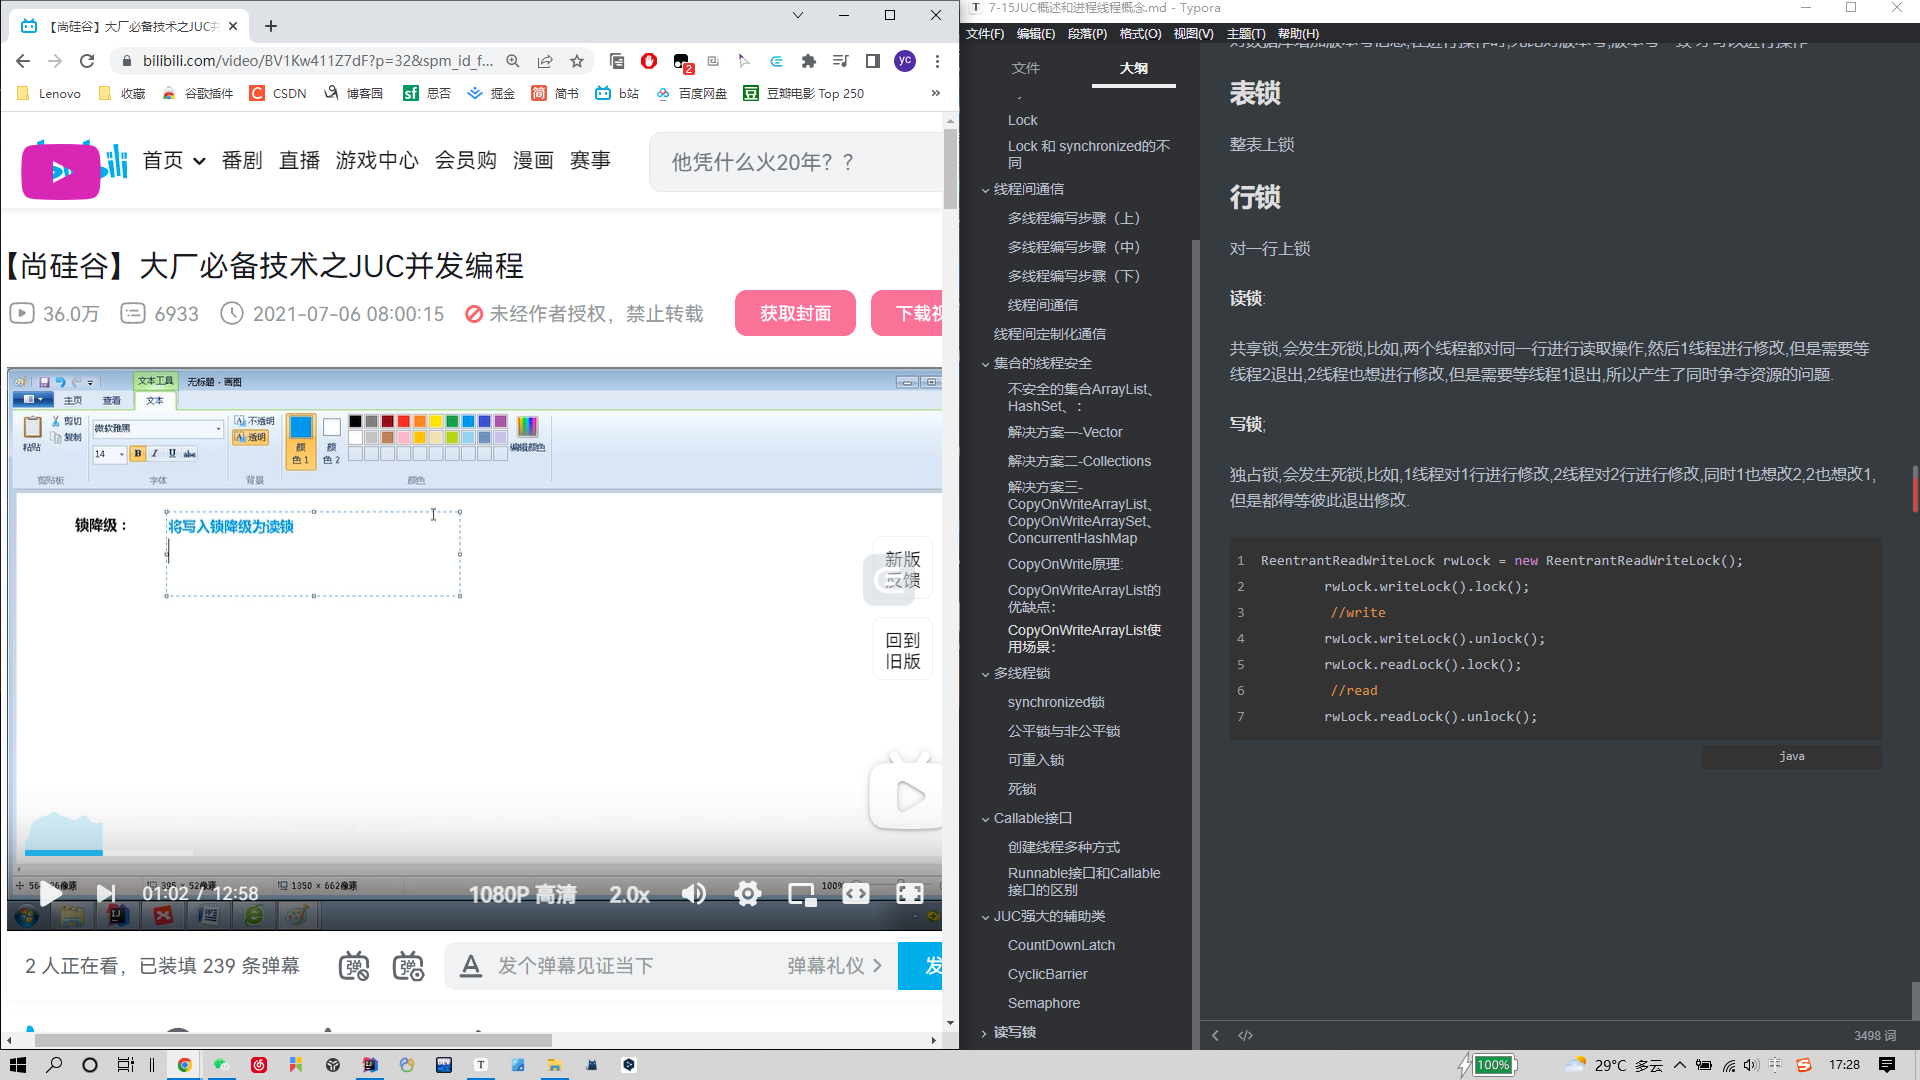 【尚硅谷】大厂必备技术之JUC并
bilibili.com/video/BV1Kw411Z7dF?p=32&spm_id_f...
2
yc
Lenovo
收藏
谷歌插件
CSDN
博客园
思否
掘金
简书
b站
百度网盘
豆瓣电影 Top 250
首页
番剧
直播
游戏中心
会员购
漫画
赛事
他凭什么火20年？？
【尚硅谷】大厂必备技术之JUC并发编程
36.0万
6933
2021-07-06 08:00:15
未经作者授权，禁止转载
获取封面
下载视
文本工具
无标题 - 画图
主页
查看
文本
粘贴
剪切
复制
剪贴板
微软雅黑
14
B I U abc
字体
不透明
透明
背景
颜色 1
颜色 2
编辑颜色
颜色
锁降级：
将写入锁降级为读锁
新版反馈
回到旧版
1350 × 662像素
100%
01:02 / 12:58
1080P 高清
2.0x
2 人正在看，已装填 239 条弹幕
发个弹幕见证当下
弹幕礼仪
发
7-15JUC概述和进程线程概念.md - Typora
文件(F) 编辑(E) 段落(P) 格式(O) 视图(V) 主题(T) 帮助(H)
文件
大纲
Lock
Lock 和 synchronized的不
同
线程间通信
多线程编写步骤（上）
多线程编写步骤（中）
多线程编写步骤（下）
线程间通信
线程间定制化通信
集合的线程安全
不安全的集合ArrayList、
HashSet、：
解决方案一-Vector
解决方案二-Collections
解决方案三-
CopyOnWriteArrayList、
CopyOnWriteArraySet、
ConcurrentHashMap
CopyOnWrite原理:
CopyOnWriteArrayList的
优缺点：
CopyOnWriteArrayList使
用场景：
多线程锁
synchronized锁
公平锁与非公平锁
可重入锁
死锁
Callable接口
创建线程多种方式
Runnable接口和Callable
接口的区别
JUC强大的辅助类
CountDownLatch
CyclicBarrier
Semaphore
读写锁
表锁
整表上锁
行锁
对一行上锁
读锁:
共享锁,会发生死锁,比如,两个线程都对同一行进行读取操作,然后1线程进行修改,但是需要等
线程2退出,2线程也想进行修改,但是需要等线程1退出,所以产生了同时争夺资源的问题.
写锁;
独占锁,会发生死锁,比如,1线程对1行进行修改,2线程对2行进行修改,同时1也想改2,2也想改1,
但是都得等彼此退出修改.
1 ReentrantReadWriteLock rwLock = new ReentrantReadWriteLock();
2 rwLock.writeLock().lock();
3 //write
4 rwLock.writeLock().unlock();
5 rwLock.readLock().lock();
6 //read
7 rwLock.readLock().unlock();
java
3498 词
100%
29°C 多云
中
17:28